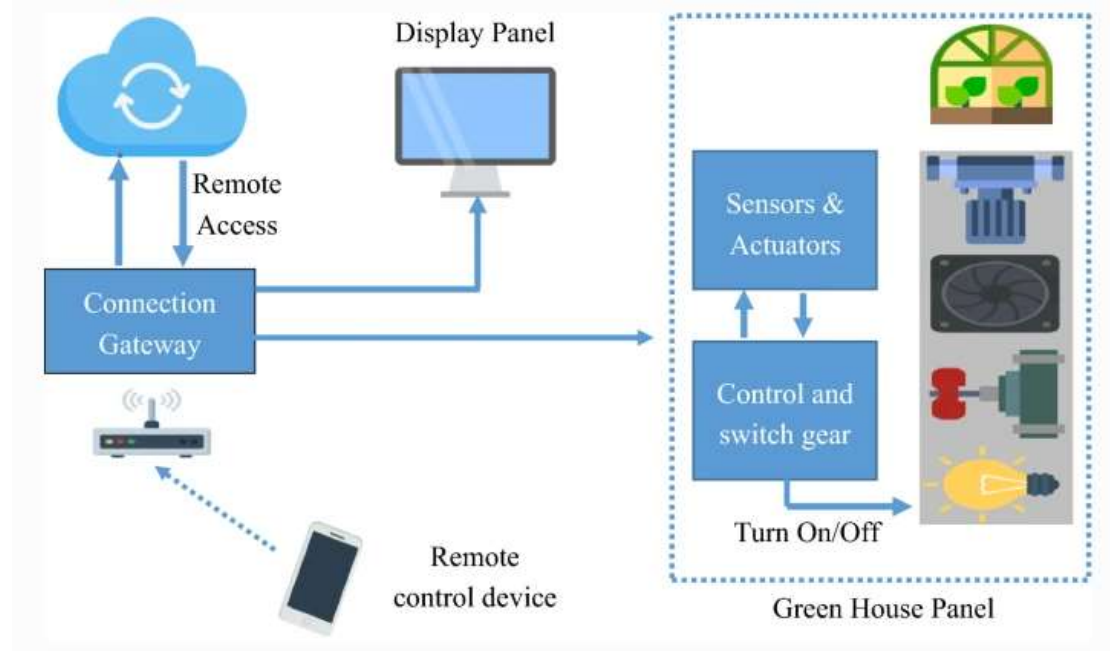 Display Panel
Remote
Access
Connection
Gateway
Sensors &
Actuators
Control and
switch gear
Turn On/Off
Remote
control device
Green House Panel